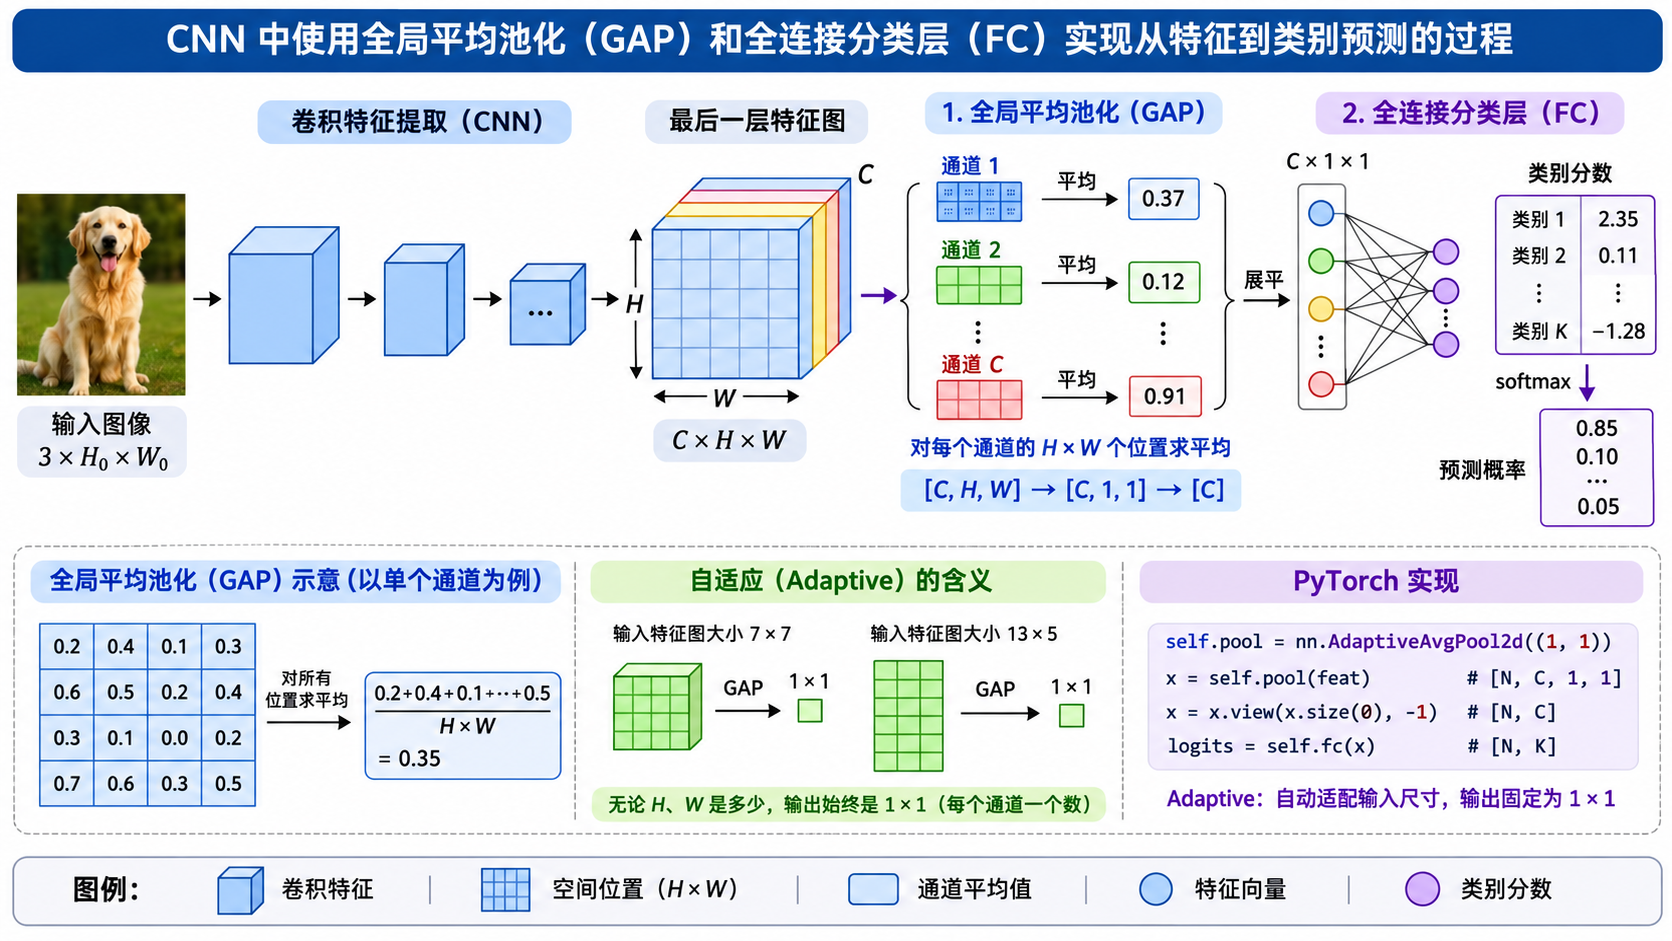 CNN 中使用全局平均池化（GAP）和全连接分类层（FC）实现从特征到类别预测的过程
卷积特征提取（CNN）
最后一层特征图
1. 全局平均池化（GAP）
2. 全连接分类层（FC）
输入图像
3 × H₀ × W₀
...
C
H
W
C × H × W
通道 1
平均
0.37
通道 2
平均
0.12
⋮
⋮
通道 C
平均
0.91
对每个通道的 H × W 个位置求平均
[C, H, W] → [C, 1, 1] → [C]
展平
C × 1 × 1
⋮
⋮
类别分数
类别 1 2.35
类别 2 0.11
⋮ ⋮
类别 K −1.28
softmax
预测概率
0.85
0.10
...
0.05
全局平均池化（GAP）示意（以单个通道为例）
0.2 0.4 0.1 0.3
0.6 0.5 0.2 0.4
0.3 0.1 0.0 0.2
0.7 0.6 0.3 0.5
对所有
位置求平均
0.2+0.4+0.1+···+0.5
H × W
= 0.35
自适应（Adaptive）的含义
输入特征图大小 7 × 7
GAP
1 × 1
输入特征图大小 13 × 5
GAP
1 × 1
无论 H、W 是多少，输出始终是 1 × 1（每个通道一个数）
PyTorch 实现
self.pool = nn.AdaptiveAvgPool2d((1, 1))
x = self.pool(feat) # [N, C, 1, 1]
x = x.view(x.size(0), -1) # [N, C]
logits = self.fc(x) # [N, K]
Adaptive：自动适配输入尺寸，输出固定为 1 × 1
图例：
卷积特征
空间位置（H × W）
通道平均值
特征向量
类别分数